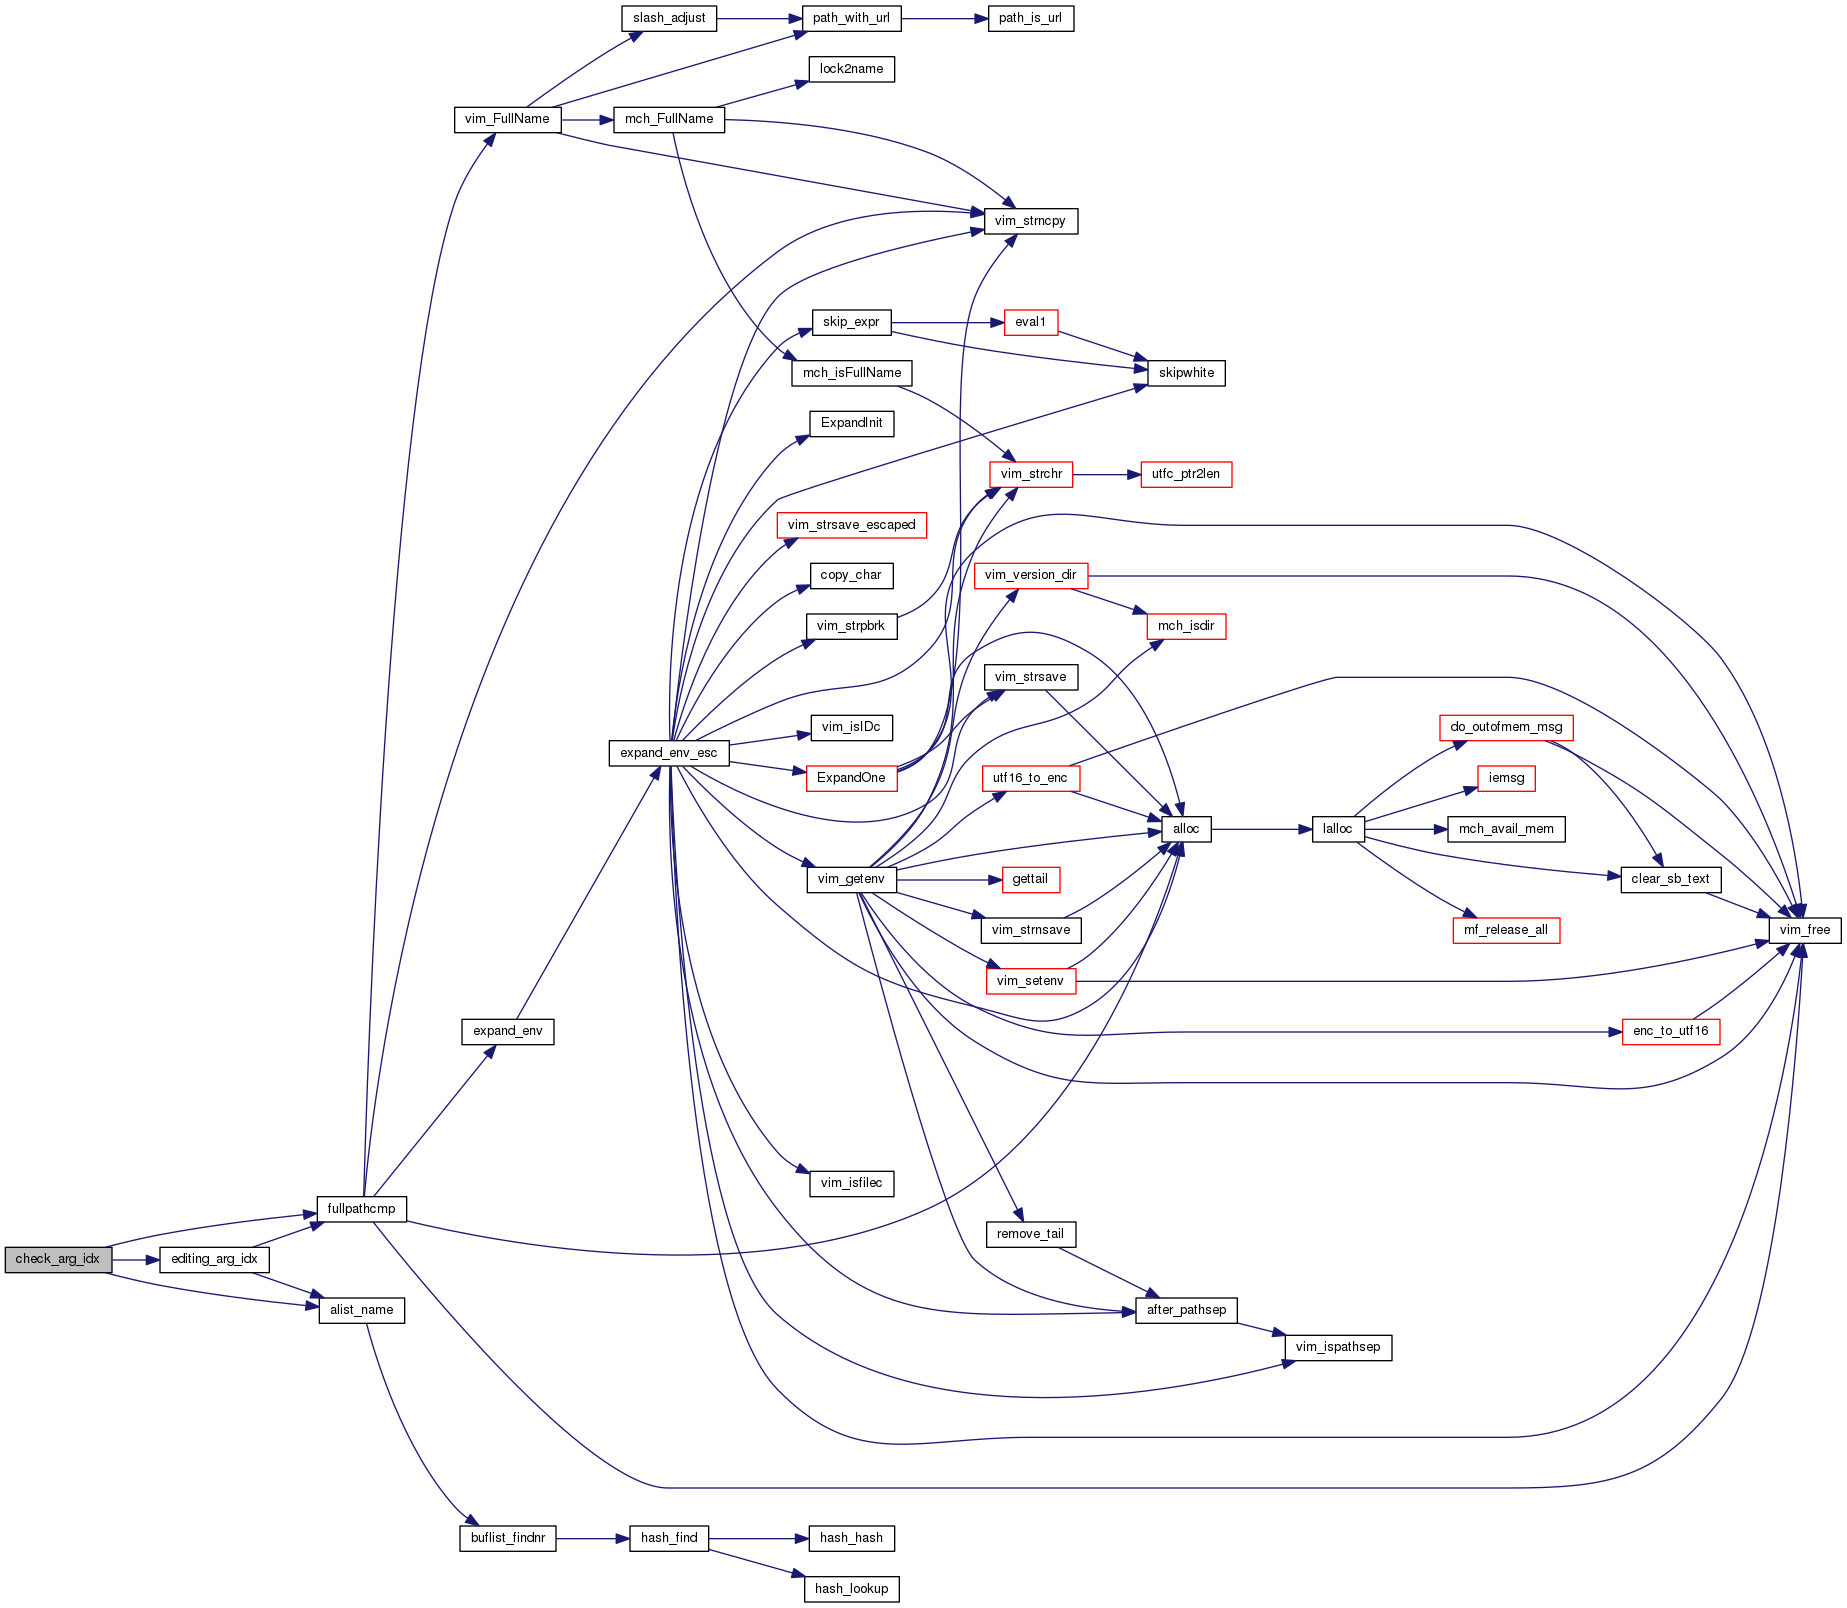 slash_adjust
path_with_url
path_is_url
lock2name
vim_FullName
mch_FullName
vim_strncpy
skip_expr
eval1
mch_isFullName
skipwhite
ExpandInit
vim_strchr
utfc_ptr2len
vim_strsave_escaped
copy_char
vim_version_dir
vim_strpbrk
mch_isdir
vim_strsave
vim_isIDc
do_outofmem_msg
expand_env_esc
ExpandOne
utf16_to_enc
iemsg
alloc
lalloc
mch_avail_mem
vim_getenv
gettail
clear_sb_text
vim_strnsave
mf_release_all
vim_free
vim_setenv
expand_env
enc_to_utf16
vim_isfilec
fullpathcmp
remove_tail
check_arg_idx
editing_arg_idx
alist_name
after_pathsep
vim_ispathsep
buflist_findnr
hash_find
hash_hash
hash_lookup